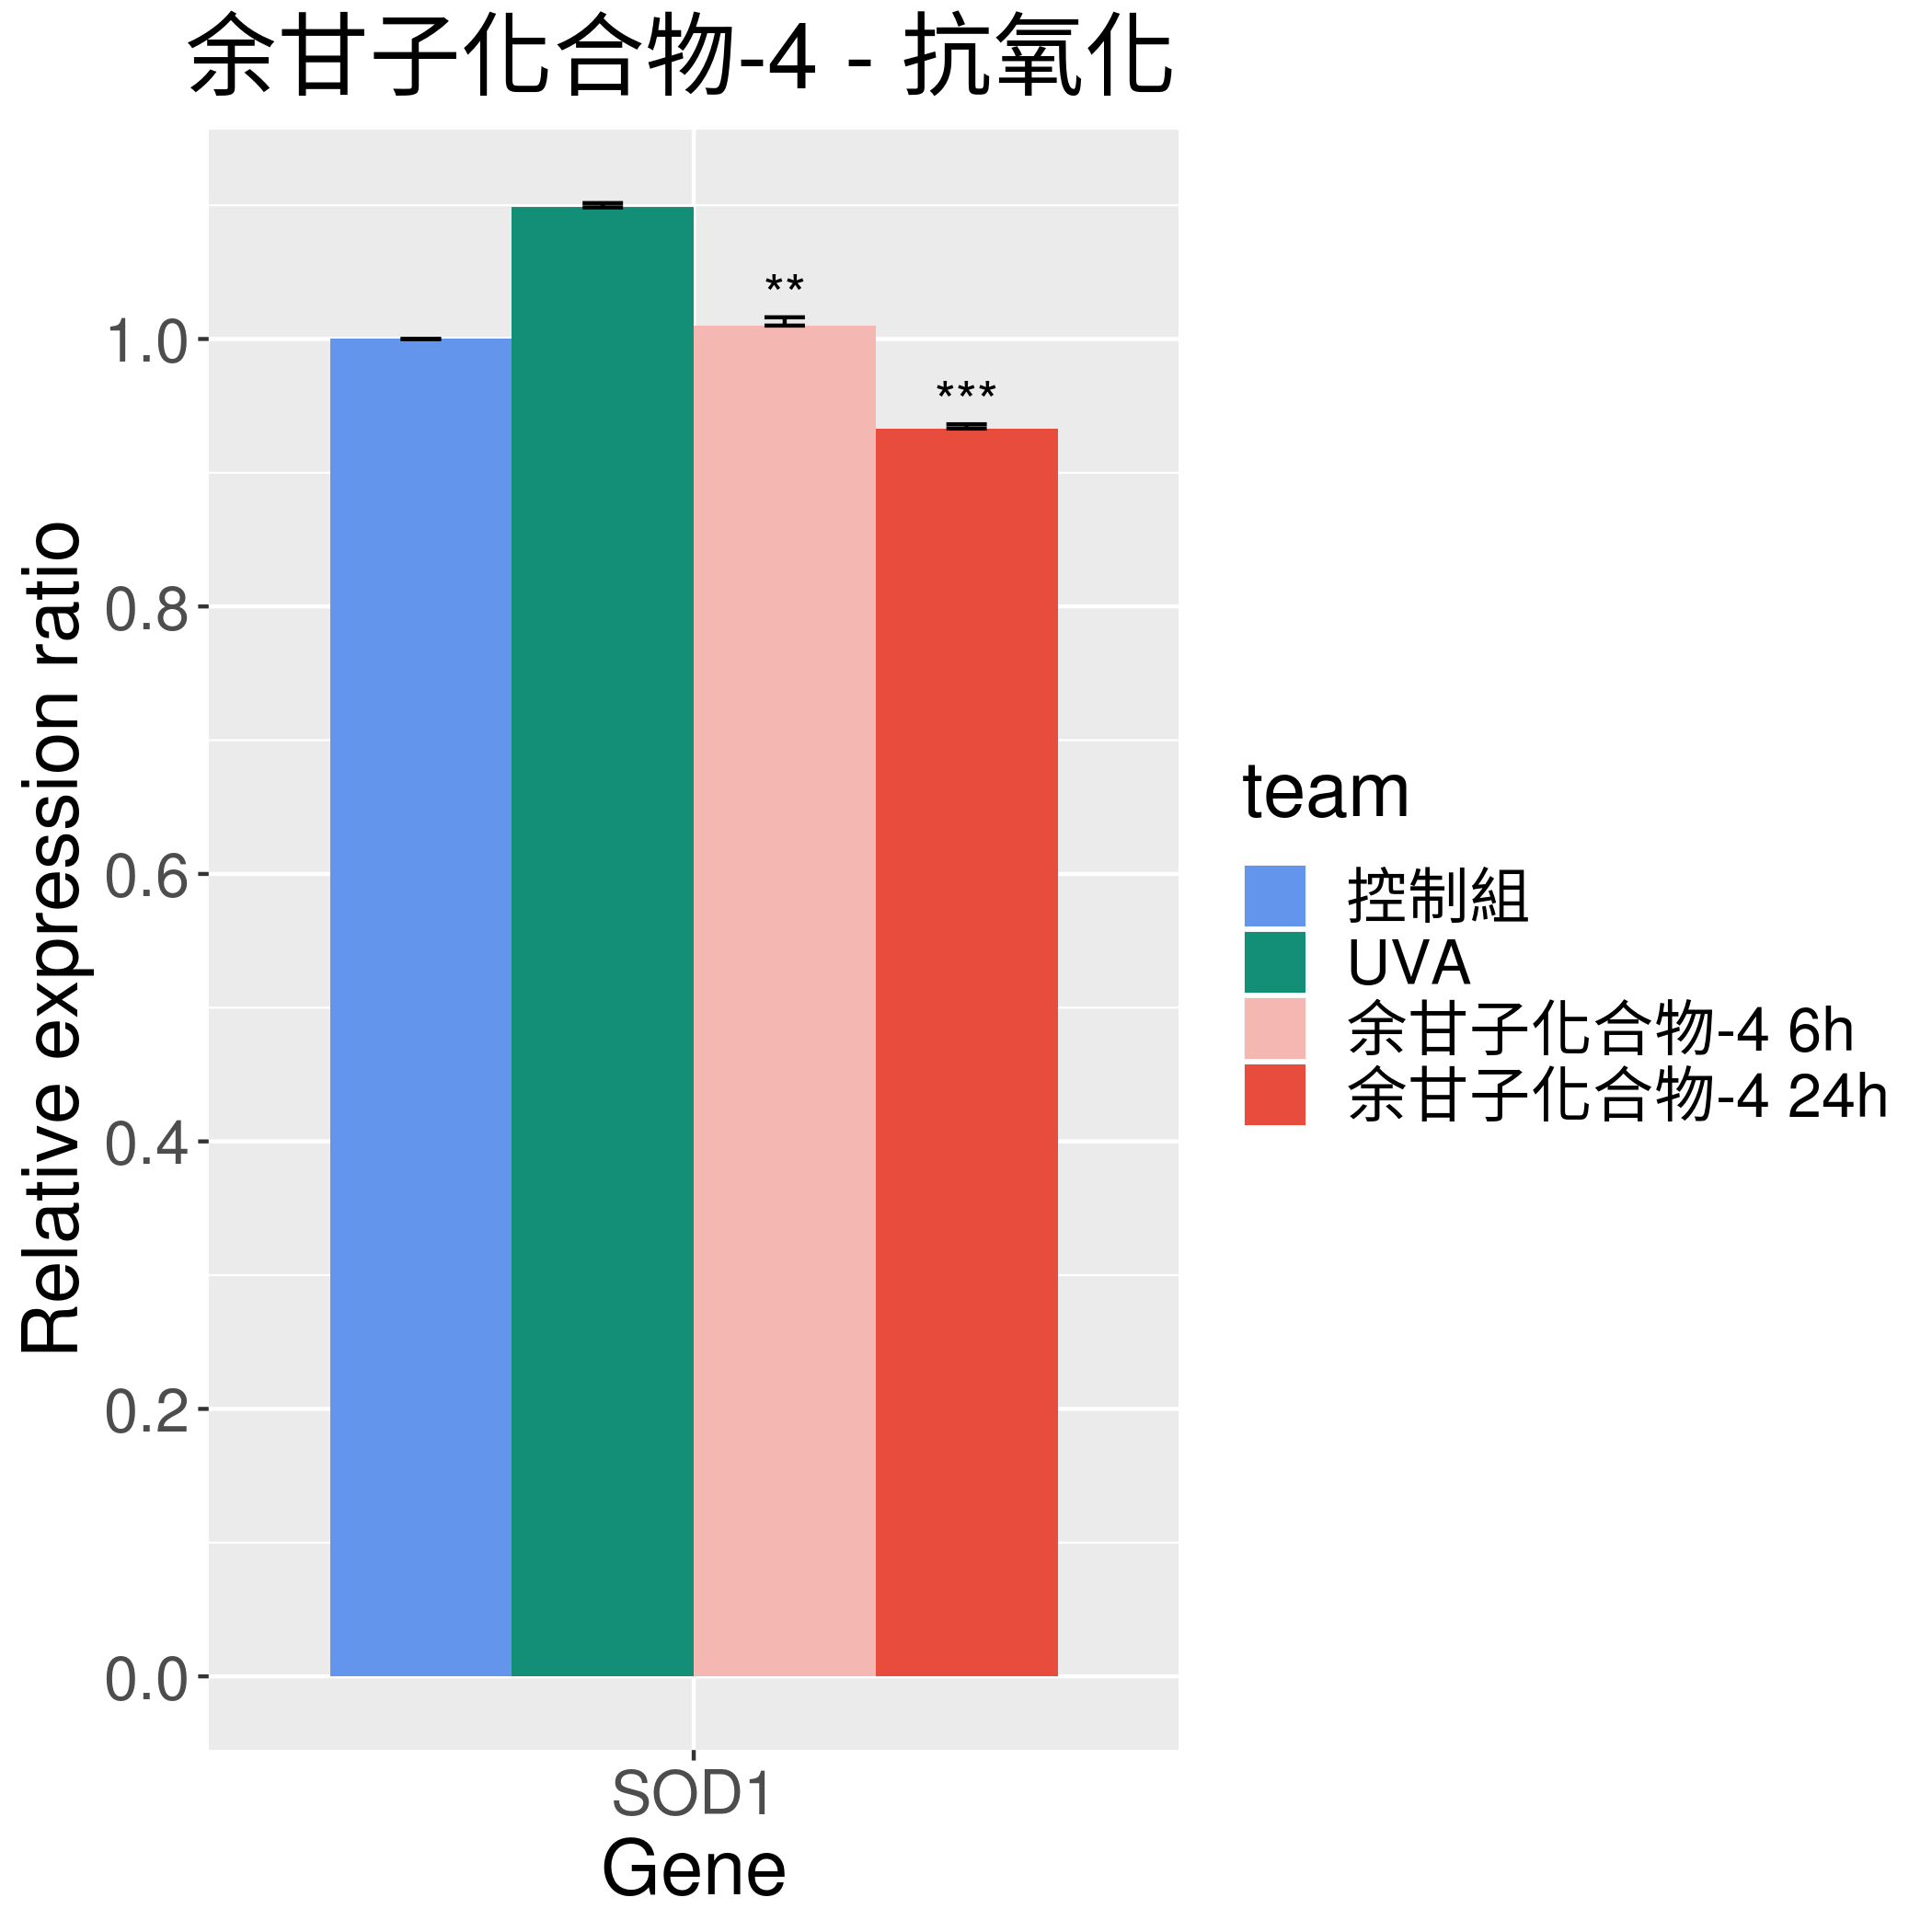 余甘子化合物-4 - 抗氧化
Relative expression ratio
1.0
0.8
0.6
0.4
0.2
0.0
**
***
SOD1
Gene
team
控制組
UVA
余甘子化合物-4 6h
余甘子化合物-4 24h